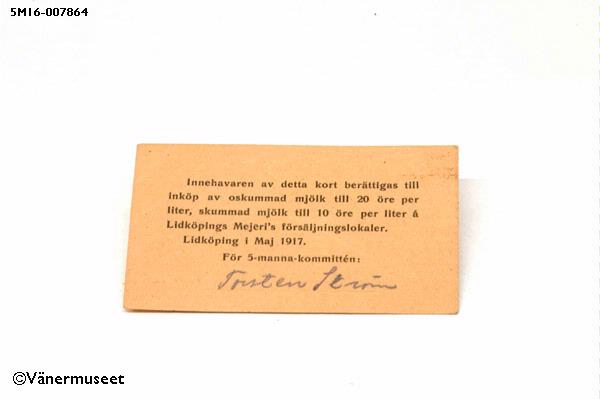 5M16-007864
Innehavaren av detta kort berättigas till
inköp av oskummad mjölk till 20 öre per
liter, skummad mjölk till 10 öre per liter å
Lidköpings Mejeri's försäljningslokaler.
Lidköping i Maj 1917.
För 5-manna-kommittén:
Torsten Ström
©Vänermuseet